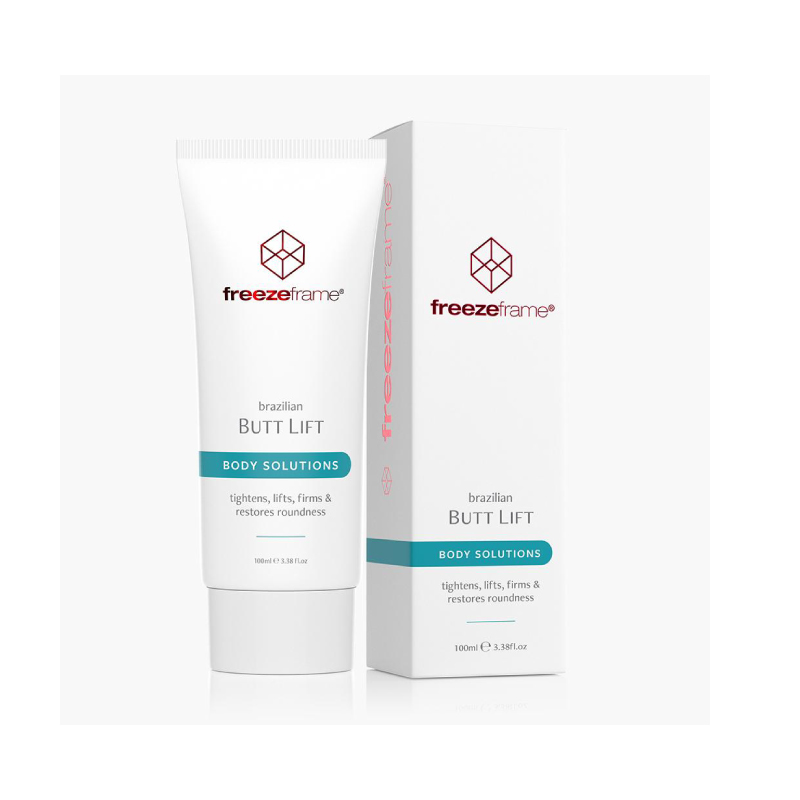 freezeframe®
brazilian
BUTT LIFT
BODY SOLUTIONS
tightens, lifts, firms &
restores roundness
100ml ℮ 3.38 fl.oz
freezeframe®
freezeframe®
brazilian
BUTT LIFT
BODY SOLUTIONS
tightens, lifts, firms &
restores roundness
100ml ℮ 3.38fl.oz